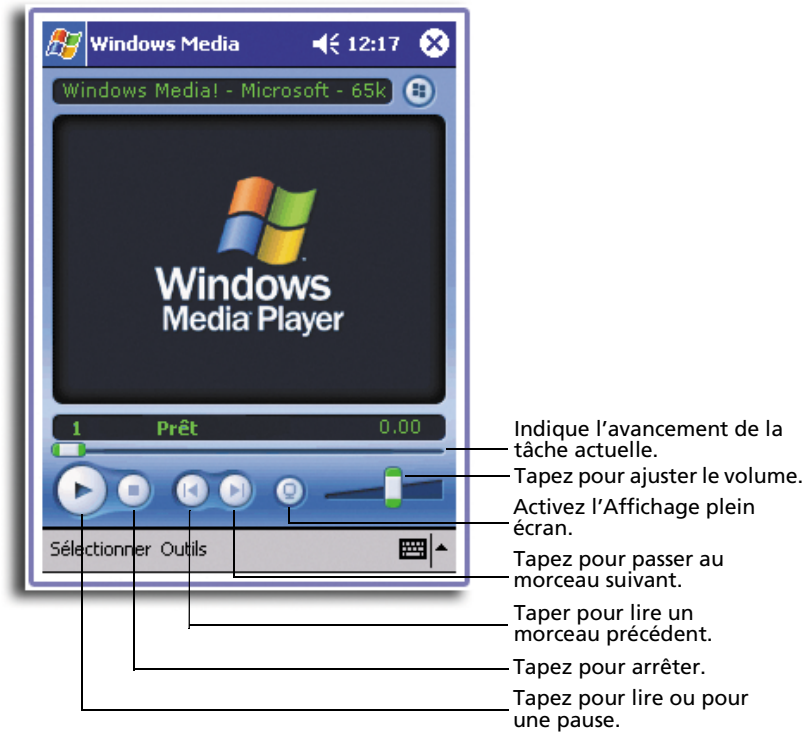 Windows Media 12:17
Windows Media! - Microsoft - 65k
Windows
Media Player
1 Prêt 0.00
Sélectionner Outils
Indique l'avancement de la
tâche actuelle.
Tapez pour ajuster le volume.
Activez l'Affichage plein
écran.
Tapez pour passer au
morceau suivant.
Taper pour lire un
morceau précédent.
Tapez pour arrêter.
Tapez pour lire ou pour
une pause.